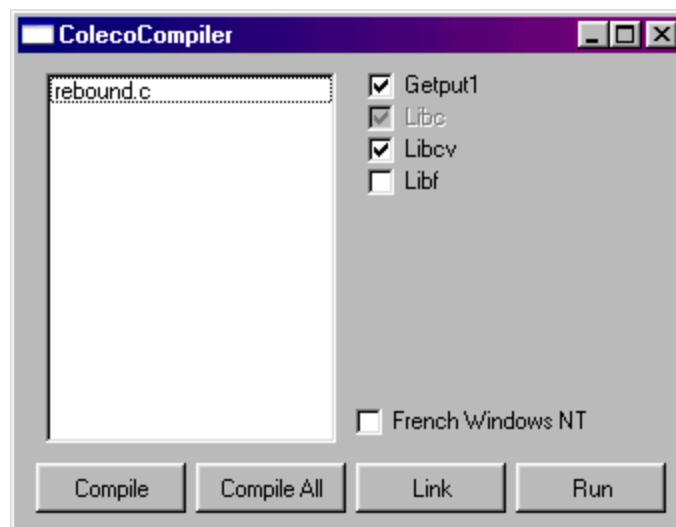 ColecoCompiler
rebound.c
Getput1
Libc
Libcv
Libf
French Windows NT
Compile
Compile All
Link
Run